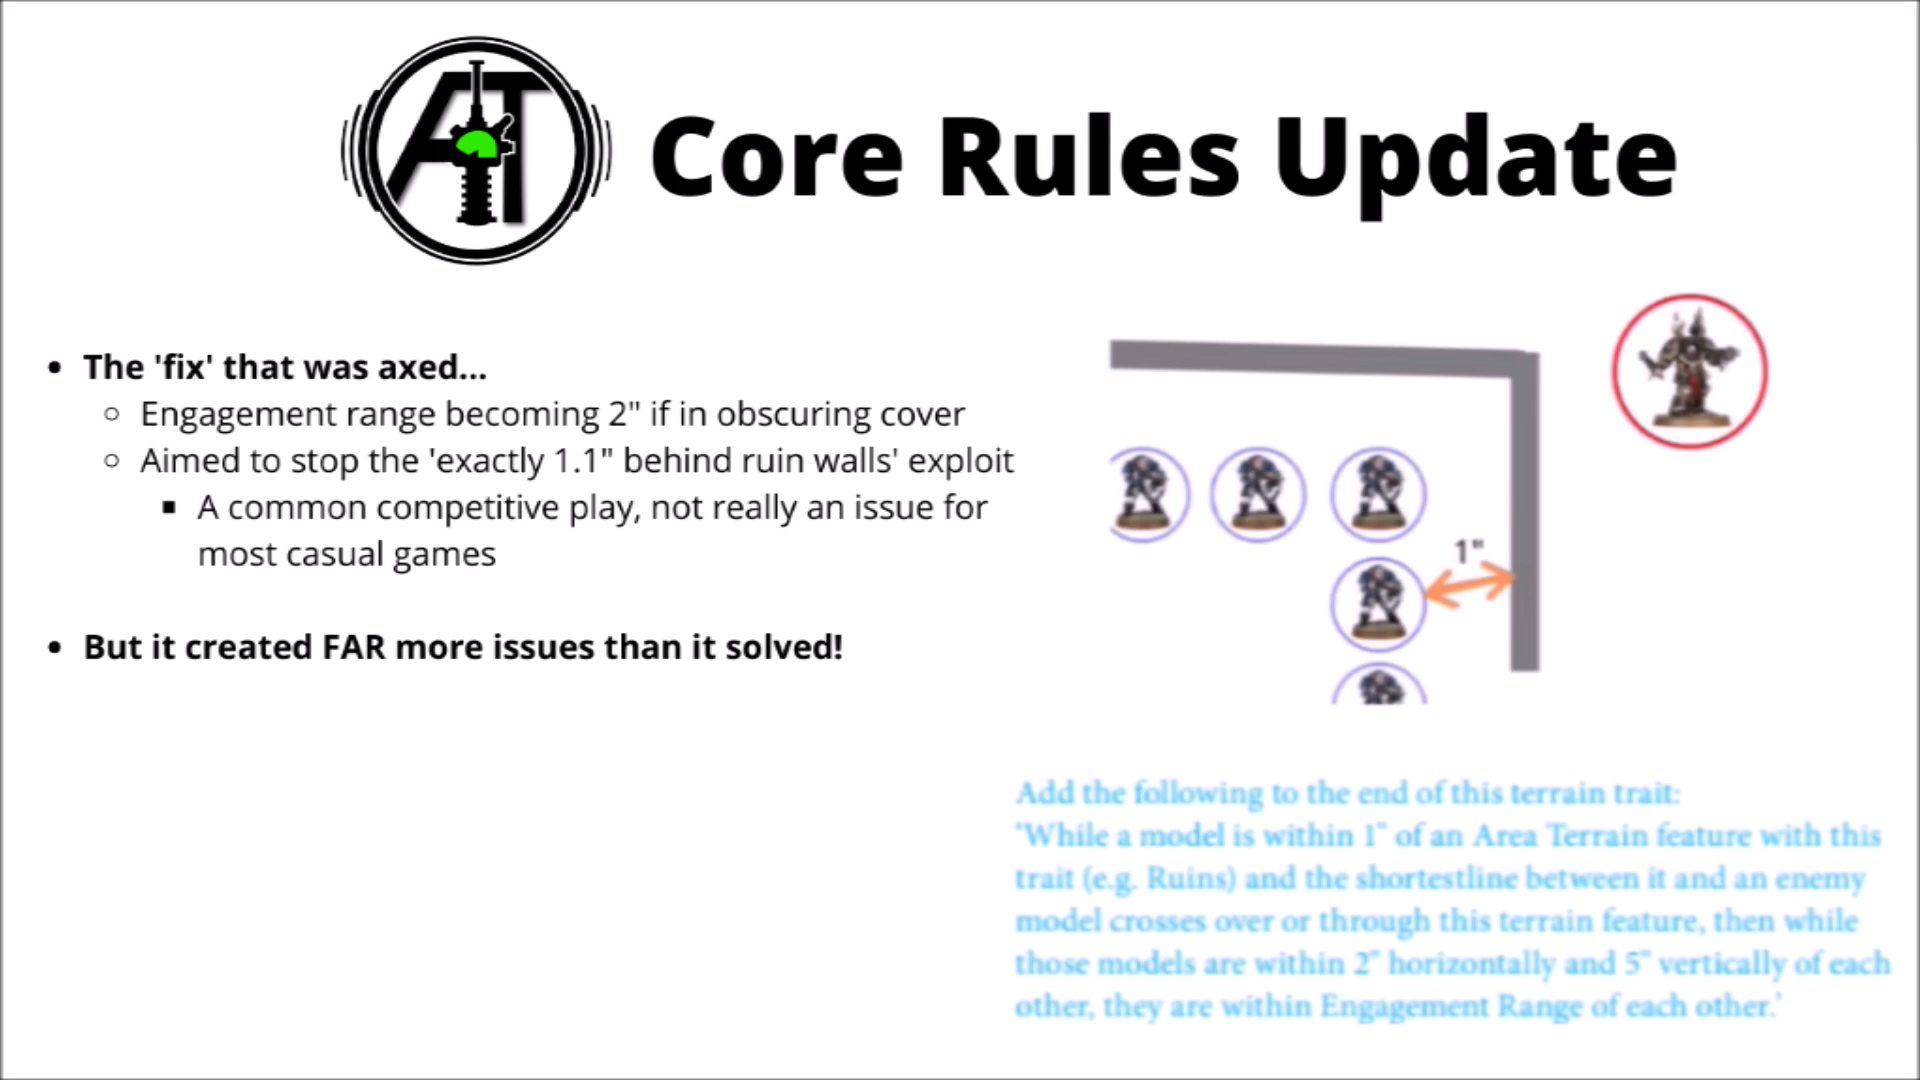 AT
Core Rules Update
• The 'fix' that was axed...
○ Engagement range becoming 2" if in obscuring cover
○ Aimed to stop the 'exactly 1.1" behind ruin walls' exploit
▪ A common competitive play, not really an issue for
most casual games
• But it created FAR more issues than it solved!
1"
Add the following to the end of this terrain trait:
'While a model is within 1" of an Area Terrain feature with this
trait (e.g. Ruins) and the shortestline between it and an enemy
model crosses over or through this terrain feature, then while
those models are within 2" horizontally and 5" vertically of each
other, they are within Engagement Range of each other.'